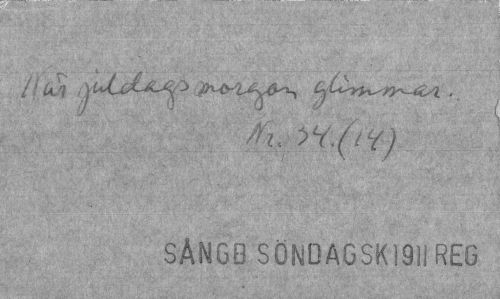 När juldagsmorgon glimmar.
Nr. 34. (14)
SÅNGB SÖNDAGSK 1911 REG